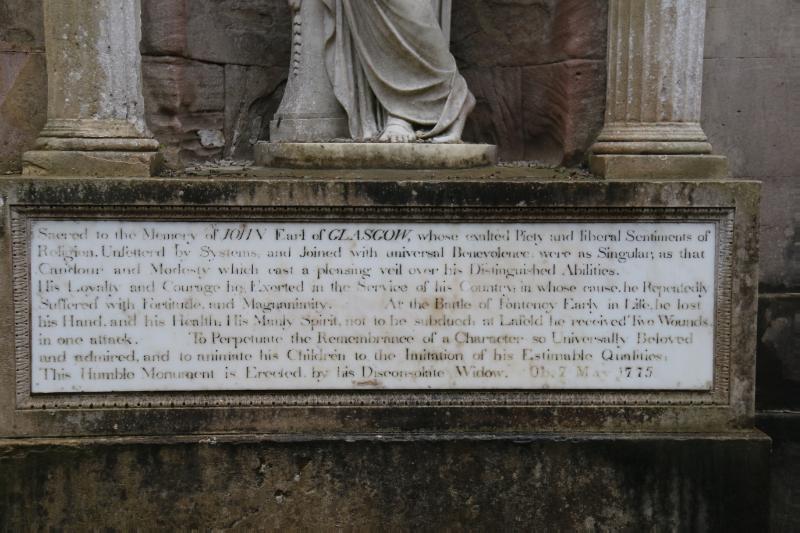 Sacred to the Memory of JOHN Earl of GLASGOW, whose exalted Piety and liberal Sentiments of
Religion, Unfetterd by Systems, and Joined with universal Benevolence, were as Singular, as that
Candour and Modesty which cast a pleasing veil over his Distinguished Abilities.
His Loyalty and Courage he Exerted in the Service of his Country; in whose cause, he Repeatedly
Suffered with Fortitude, and Magnanimity. At the Battle of Fontenoy Early in Life, he lost
his Hand, and his Health; His Manly Spirit, not to be subdued; at Lafeld he received Two Wounds
in one attack. To Perpetuate the Remembrance of a Character so Universally Beloved
and admired, and to animate his Children to the Imitation of his Estimable Qualities;
This Humble Monument is Erected, by his Disconsolate Widow. Ob. 7 May 1775